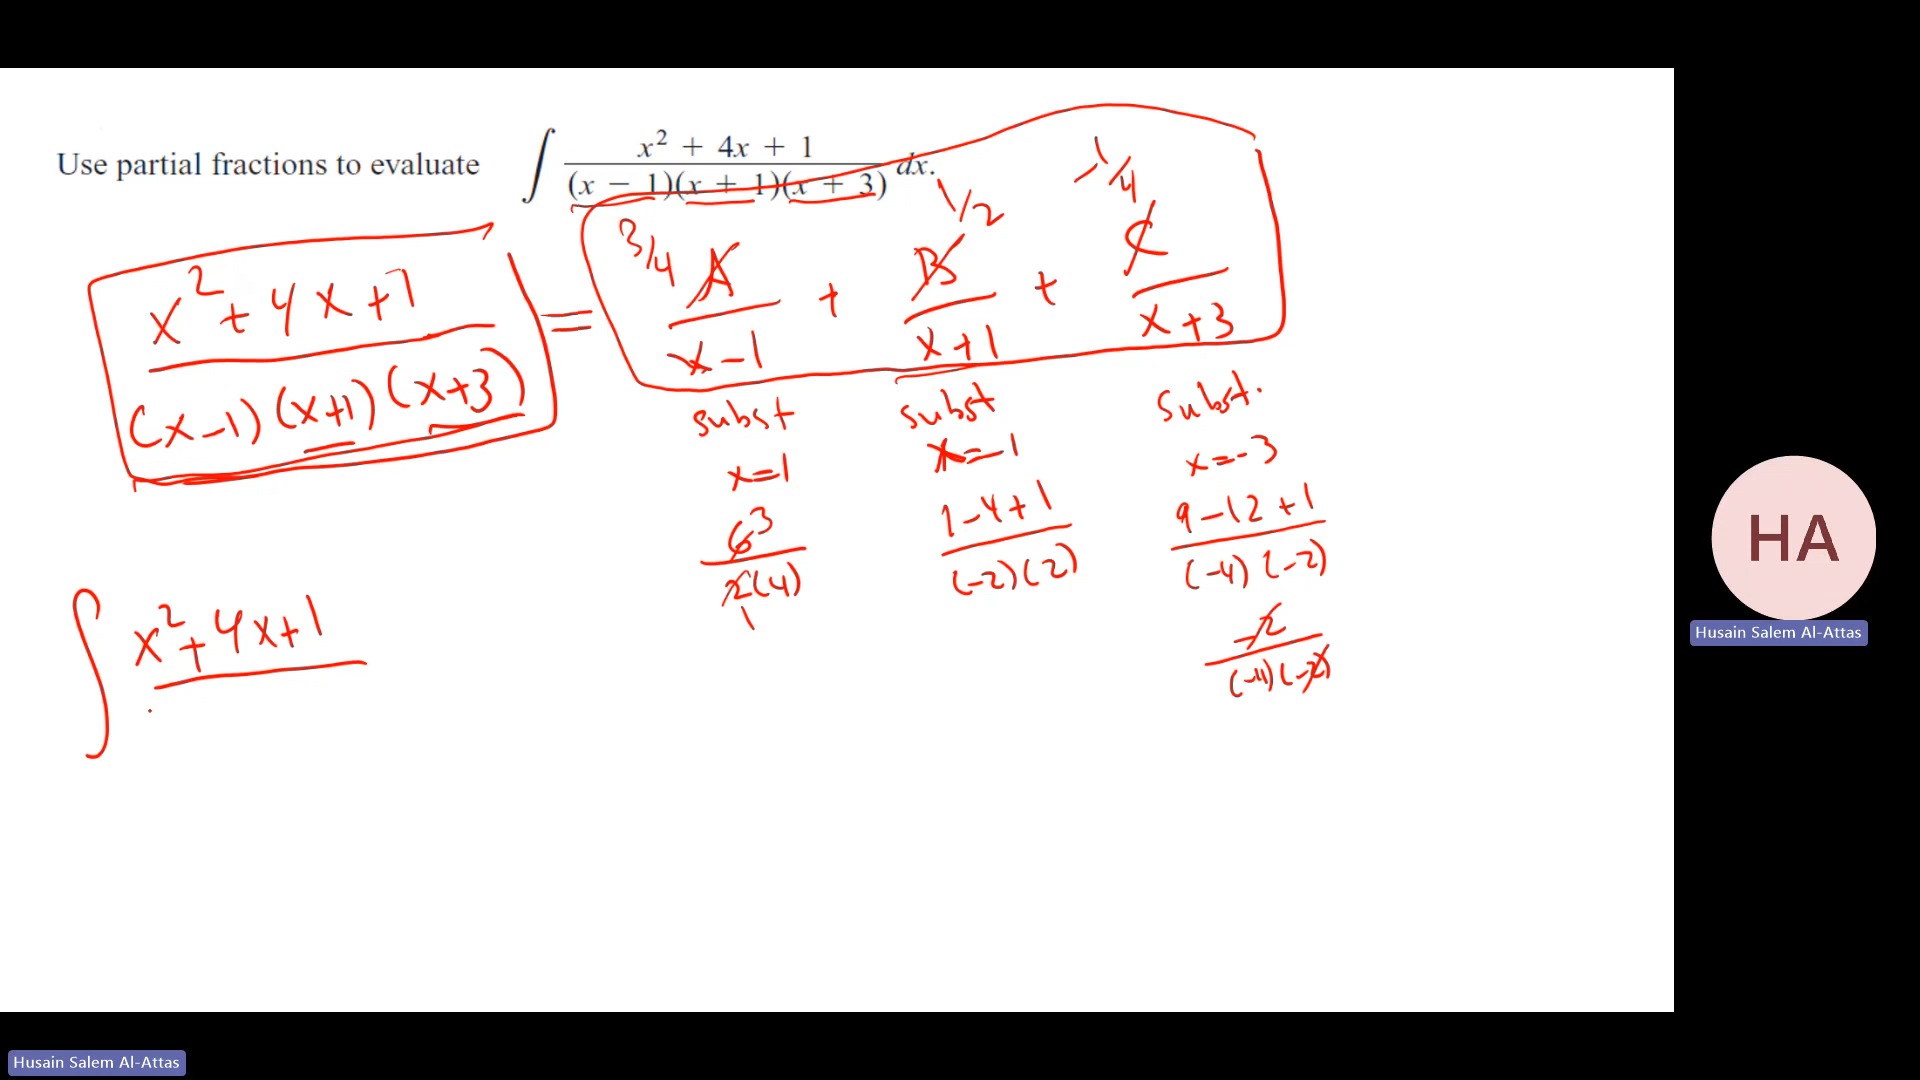 Use partial fractions to evaluate ∫ x² + 4x + 1 / (x − 1)(x + 1)(x + 3) dx.
x² + 4x + 1 / (x−1)(x+1)(x+3) = 3/4 A / x−1 + 1/2 B / x+1 + -1/4 C / x+3
subst subst subst.
x=1 x=-1 x=-3
6 3 / 2(4) 1 1-4+1 / (-2)(2) 9-12+1 / (-4)(-2)
-2 / (-4)(-2)
∫ x² + 4x + 1
HA
Husain Salem Al-Attas
Husain Salem Al-Attas